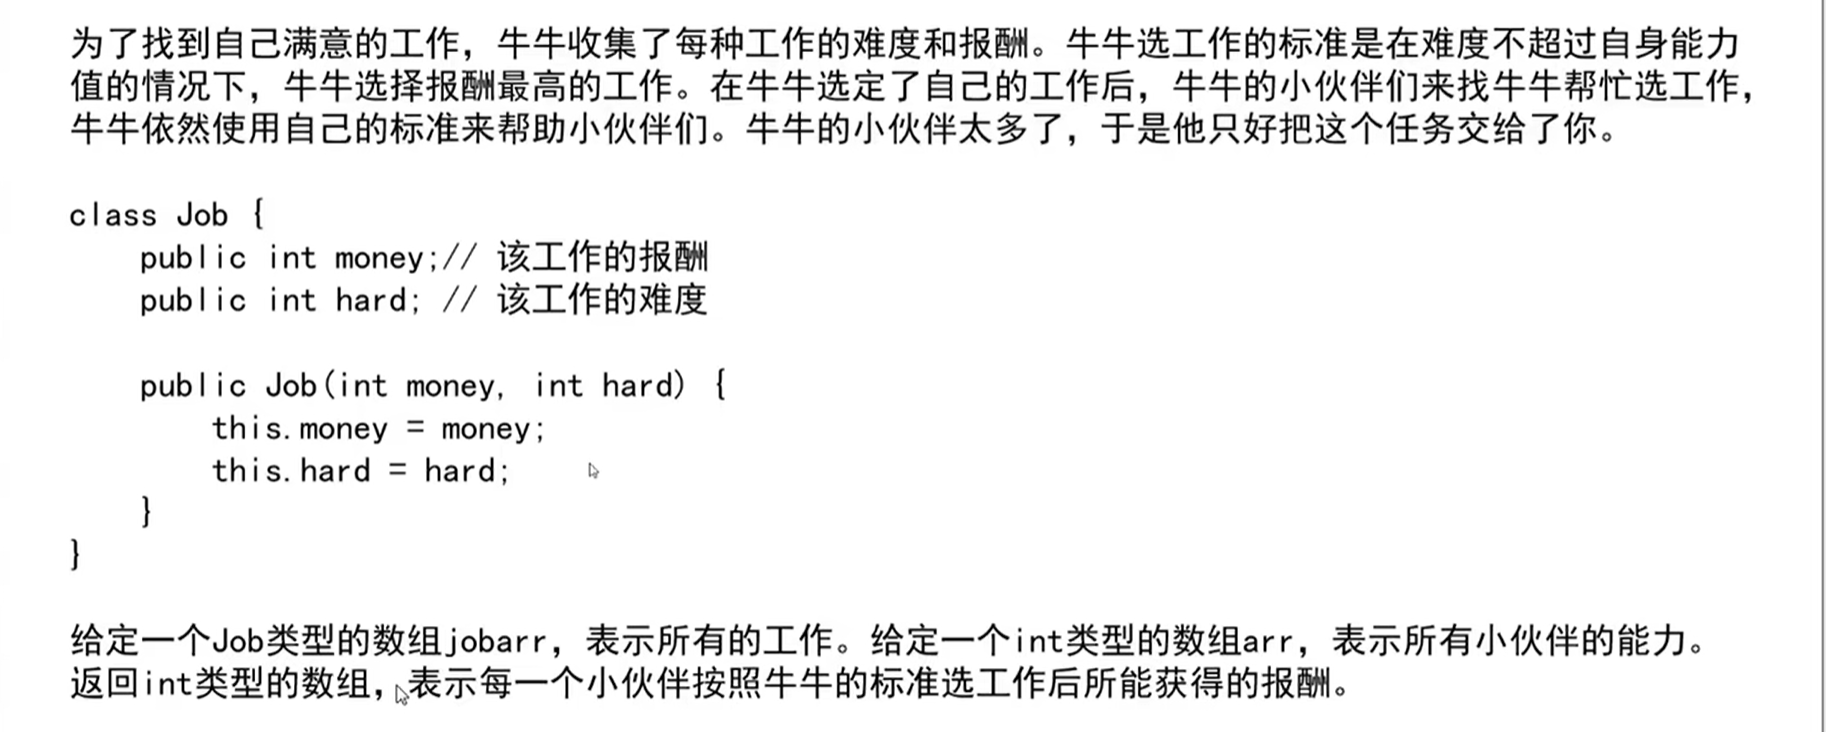 为了找到自己满意的工作，牛牛收集了每种工作的难度和报酬。牛牛选工作的标准是在难度不超过自身能力
值的情况下，牛牛选择报酬最高的工作。在牛牛选定了自己的工作后，牛牛的小伙伴们来找牛牛帮忙选工作，
牛牛依然使用自己的标准来帮助小伙伴们。牛牛的小伙伴太多了，于是他只好把这个任务交给了你。
class Job {
public int money;// 该工作的报酬
public int hard; // 该工作的难度
public Job(int money, int hard) {
this.money = money;
this.hard = hard;
}
}
给定一个Job类型的数组jobarr，表示所有的工作。给定一个int类型的数组arr，表示所有小伙伴的能力。
返回int类型的数组，表示每一个小伙伴按照牛牛的标准选工作后所能获得的报酬。